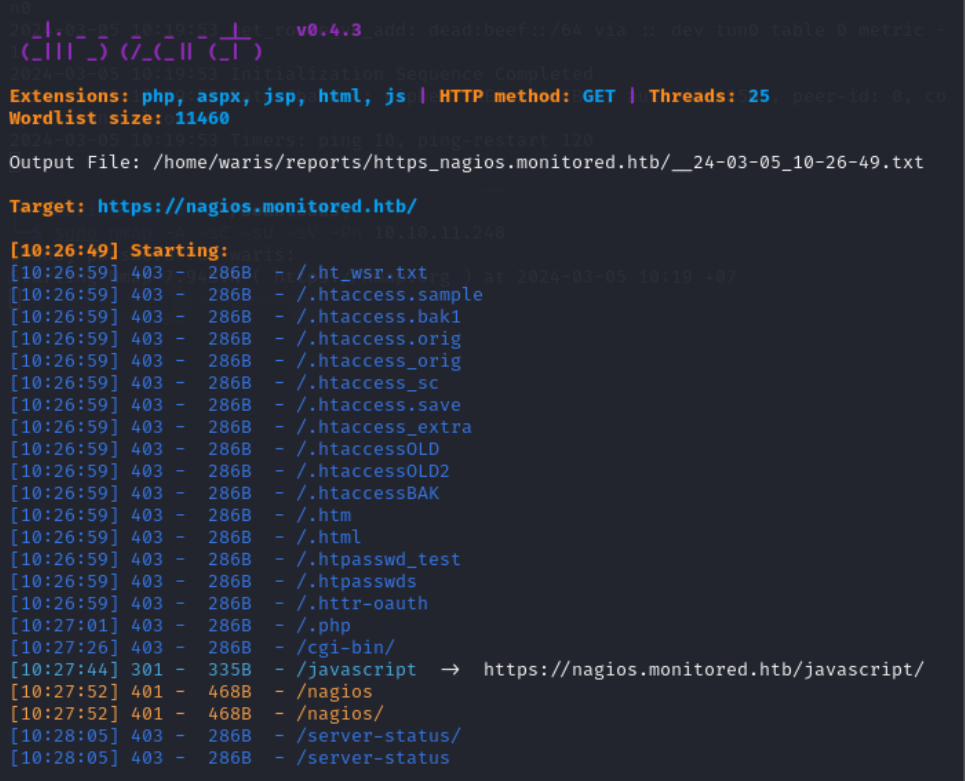 v0.4.3
Extensions: php, aspx, jsp, html, js | HTTP method: GET | Threads: 25
Wordlist size: 11460
Output File: /home/waris/reports/https_nagios.monitored.htb/__24-03-05_10-26-49.txt
Target: https://nagios.monitored.htb/
[10:26:49] Starting:
[10:26:59] 403 -  286B  - /.ht_wsr.txt
[10:26:59] 403 -  286B  - /.htaccess.sample
[10:26:59] 403 -  286B  - /.htaccess.bak1
[10:26:59] 403 -  286B  - /.htaccess.orig
[10:26:59] 403 -  286B  - /.htaccess_orig
[10:26:59] 403 -  286B  - /.htaccess_sc
[10:26:59] 403 -  286B  - /.htaccess.save
[10:26:59] 403 -  286B  - /.htaccess_extra
[10:26:59] 403 -  286B  - /.htaccessOLD
[10:26:59] 403 -  286B  - /.htaccessOLD2
[10:26:59] 403 -  286B  - /.htaccessBAK
[10:26:59] 403 -  286B  - /.htm
[10:26:59] 403 -  286B  - /.html
[10:26:59] 403 -  286B  - /.htpasswd_test
[10:26:59] 403 -  286B  - /.htpasswds
[10:26:59] 403 -  286B  - /.httr-oauth
[10:27:01] 403 -  286B  - /.php
[10:27:26] 403 -  286B  - /cgi-bin/
[10:27:44] 301 -  335B  - /javascript  →  https://nagios.monitored.htb/javascript/
[10:27:52] 401 -  468B  - /nagios
[10:27:52] 401 -  468B  - /nagios/
[10:28:05] 403 -  286B  - /server-status/
[10:28:05] 403 -  286B  - /server-status